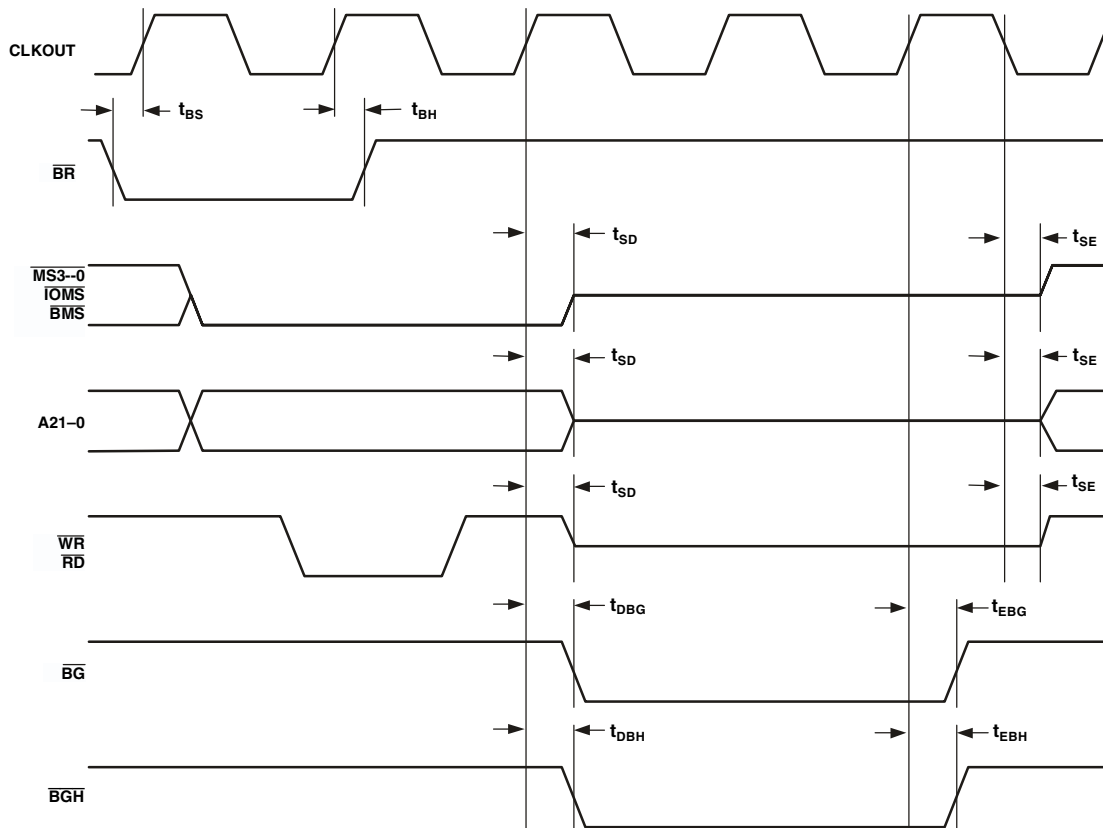 CLKOUT
tBS
tBH
BR
tSD
tSE
MS3--0
IOMS
BMS
tSD
tSE
A21–0
tSD
tSE
WR
RD
tDBG
tEBG
BG
tDBH
tEBH
BGH